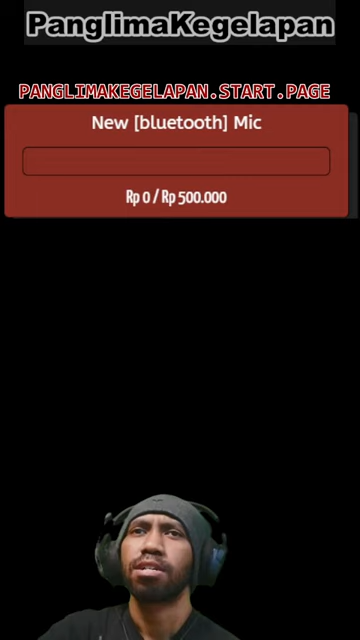 PanglimaKegelapan
PANGLIMAKEGELAPAN.START.PAGE
New [bluetooth] Mic
Rp 0 / Rp 500.000